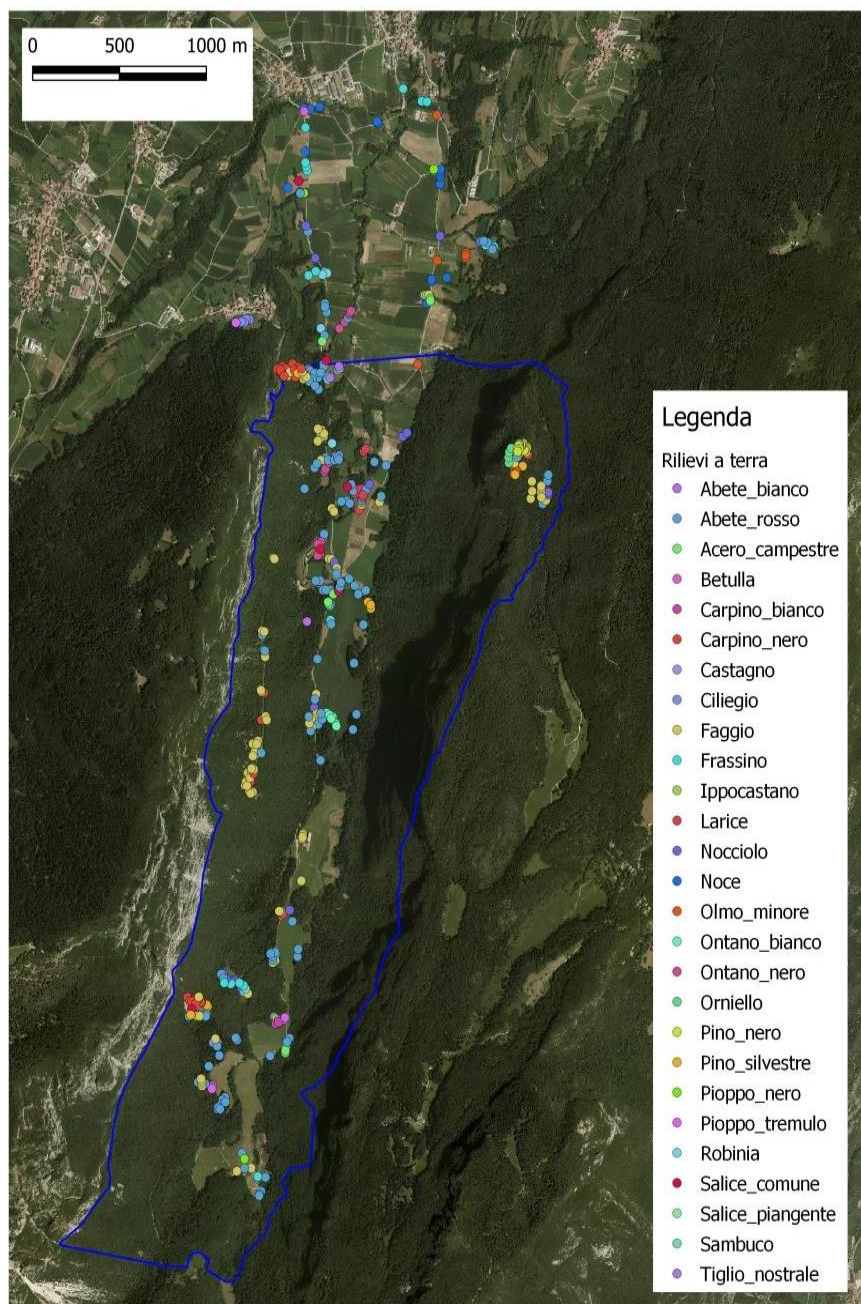 0 500 1000 m
Legenda
Rilievi a terra
Abete_bianco
Abete_rosso
Acero_campestre
Betulla
Carpino_bianco
Carpino_nero
Castagno
Ciliegio
Faggio
Frassino
Ippocastano
Larice
Nocciolo
Noce
Olmo_minore
Ontano_bianco
Ontano_nero
Orniello
Pino_nero
Pino_silvestre
Pioppo_nero
Pioppo_tremulo
Robinia
Salice_comune
Salice_piangente
Sambuco
Tiglio_nostrale